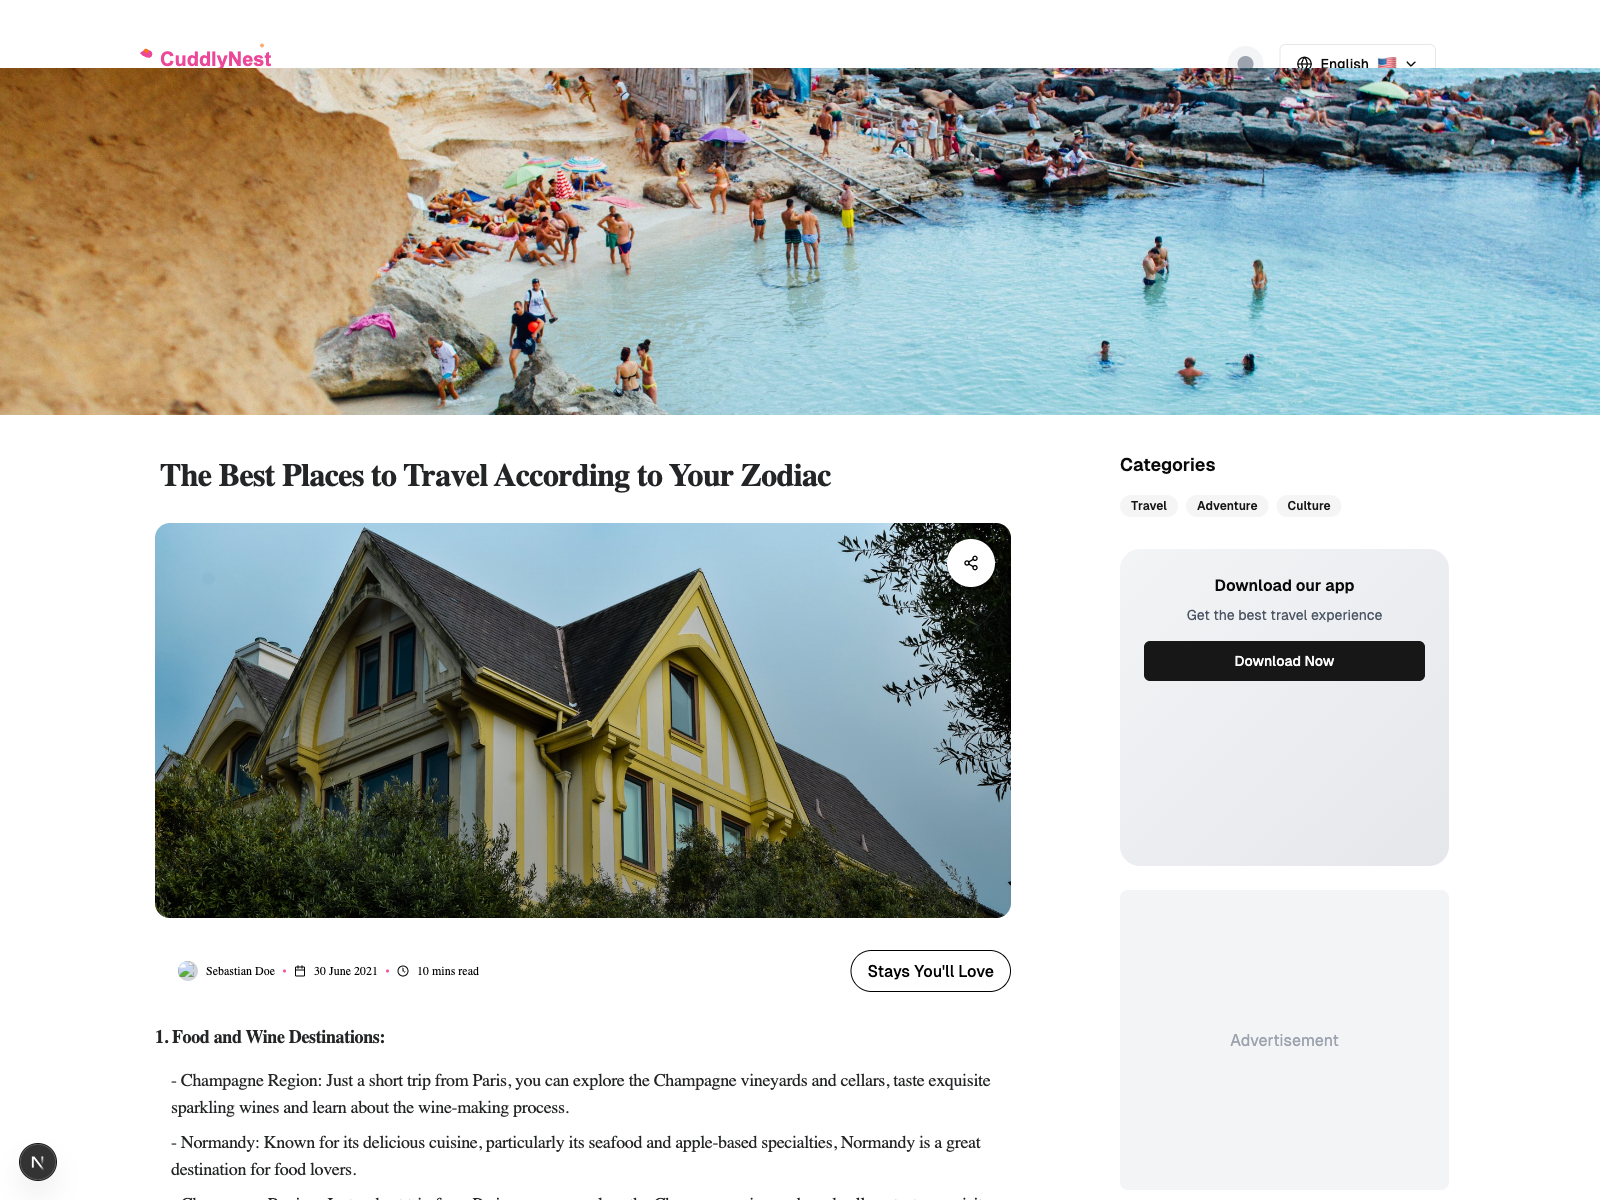 CuddlyNest
English
The Best Places to Travel According to Your Zodiac
Categories
Travel Adventure Culture
Download our app
Get the best travel experience
Download Now
Sebastian Doe • 30 June 2021 • 10 mins read
Stays You'll Love
Advertisement
1. Food and Wine Destinations:
- Champagne Region: Just a short trip from Paris, you can explore the Champagne vineyards and cellars, taste exquisite
sparkling wines and learn about the wine-making process.
- Normandy: Known for its delicious cuisine, particularly its seafood and apple-based specialties, Normandy is a great
destination for food lovers.
N